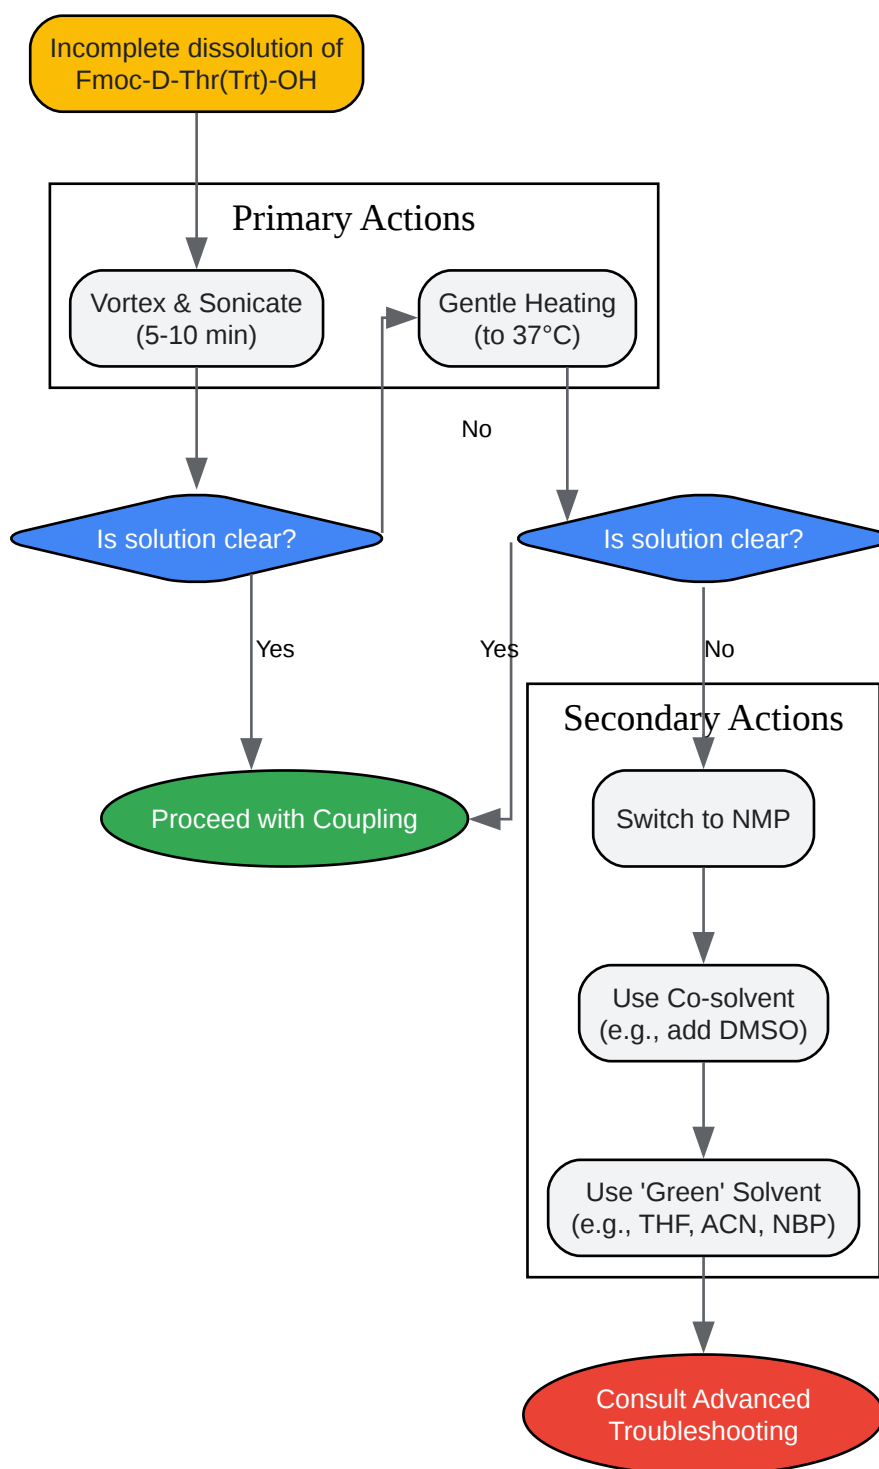 Incomplete dissolution of
Fmoc-D-Thr(Trt)-OH
Primary Actions
Vortex & Sonicate
(5-10 min)
Gentle Heating
(to 37°C)
No
Is solution clear?
Is solution clear?
Yes
Yes
No
Secondary Actions
Proceed with Coupling
Switch to NMP
Use Co-solvent
(e.g., add DMSO)
Use 'Green' Solvent
(e.g., THF, ACN, NBP)
Consult Advanced
Troubleshooting